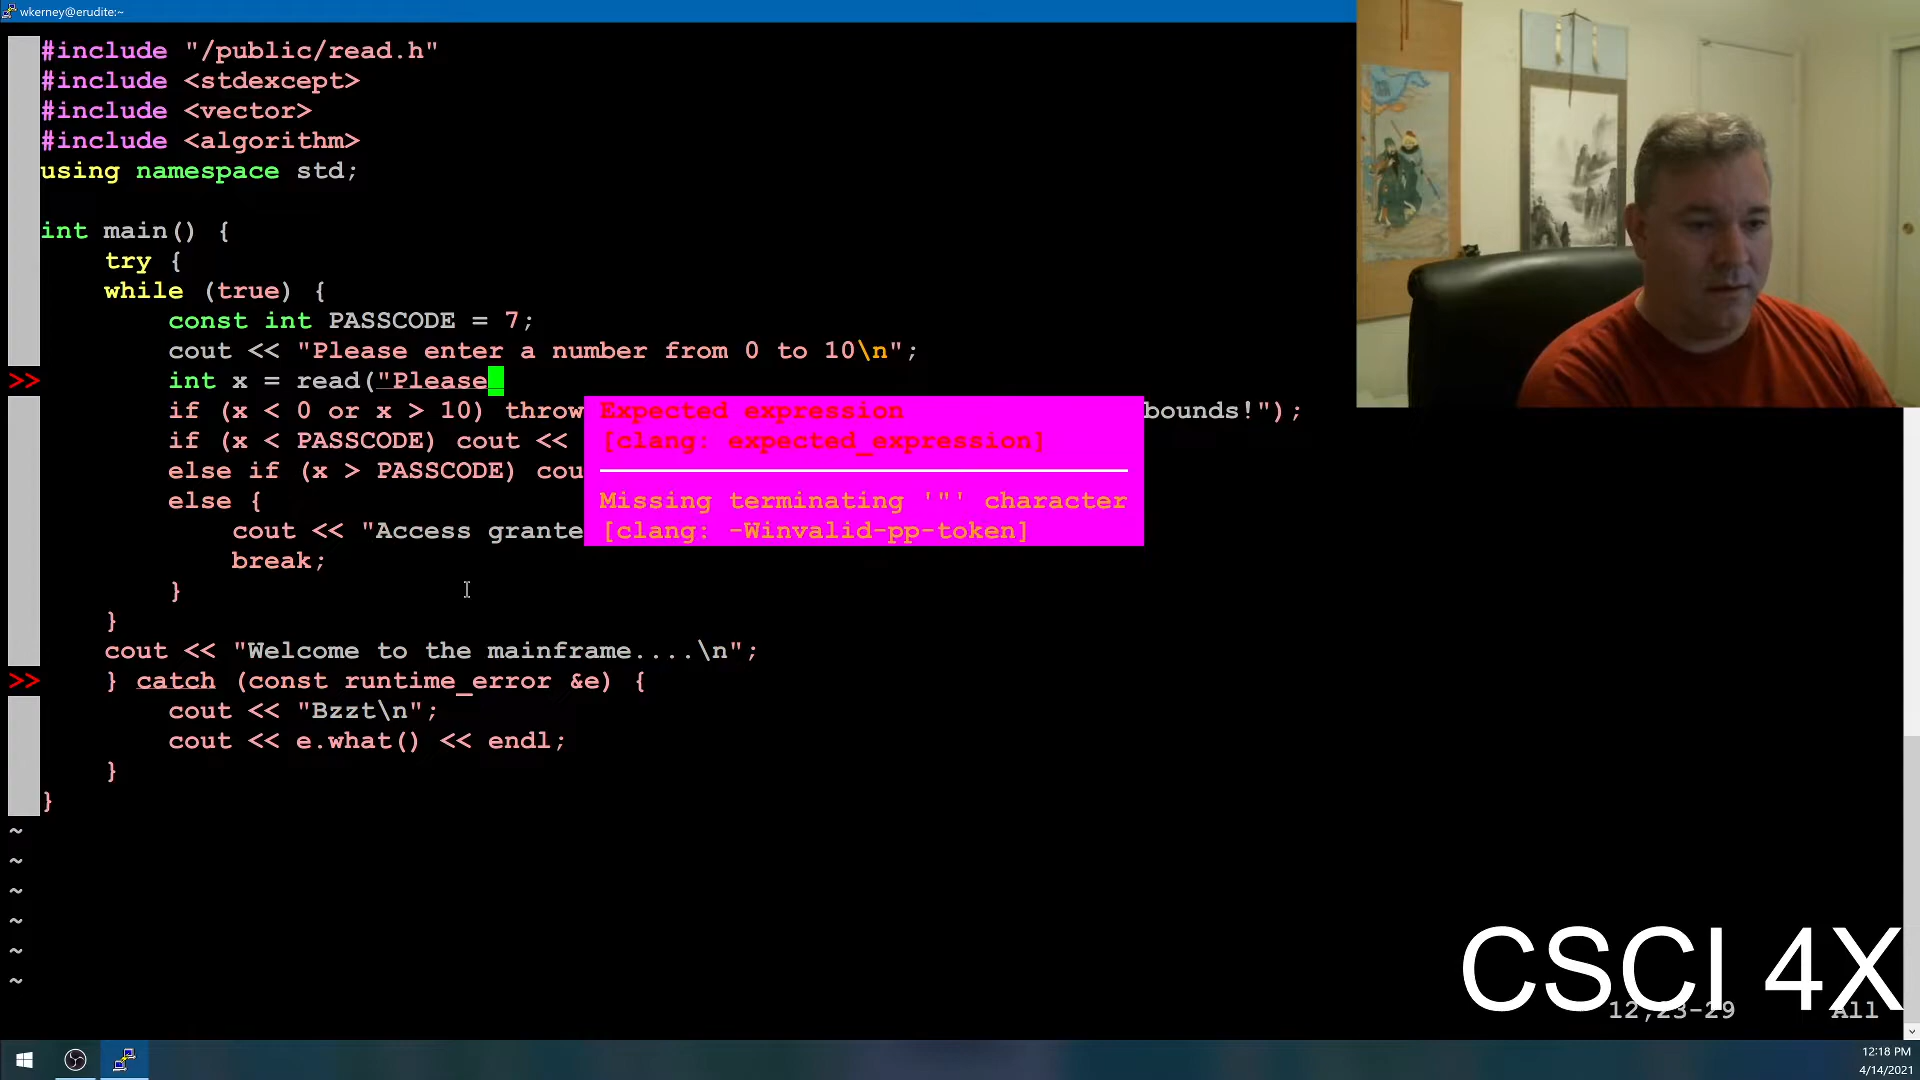 wkerney@erudite:~
#include "/public/read.h"
#include <stdexcept>
#include <vector>
#include <algorithm>
using namespace std;
int main() {
try {
while (true) {
const int PASSCODE = 7;
cout << "Please enter a number from 0 to 10\n";
>> int x = read("Please
if (x < 0 or x > 10) throw bounds!");
if (x < PASSCODE) cout <<
else if (x > PASSCODE) cou
else {
cout << "Access grante
break;
}
}
cout << "Welcome to the mainframe....\n";
>> } catch (const runtime_error &e) {
cout << "Bzzt\n";
cout << e.what() << endl;
}
}
~
~
~
~
~
~
Expected expression
[clang: expected_expression]
Missing terminating '"' character
[clang: -Winvalid-pp-token]
CSCI 4X
12,23-29 All
12:18 PM
4/14/2021